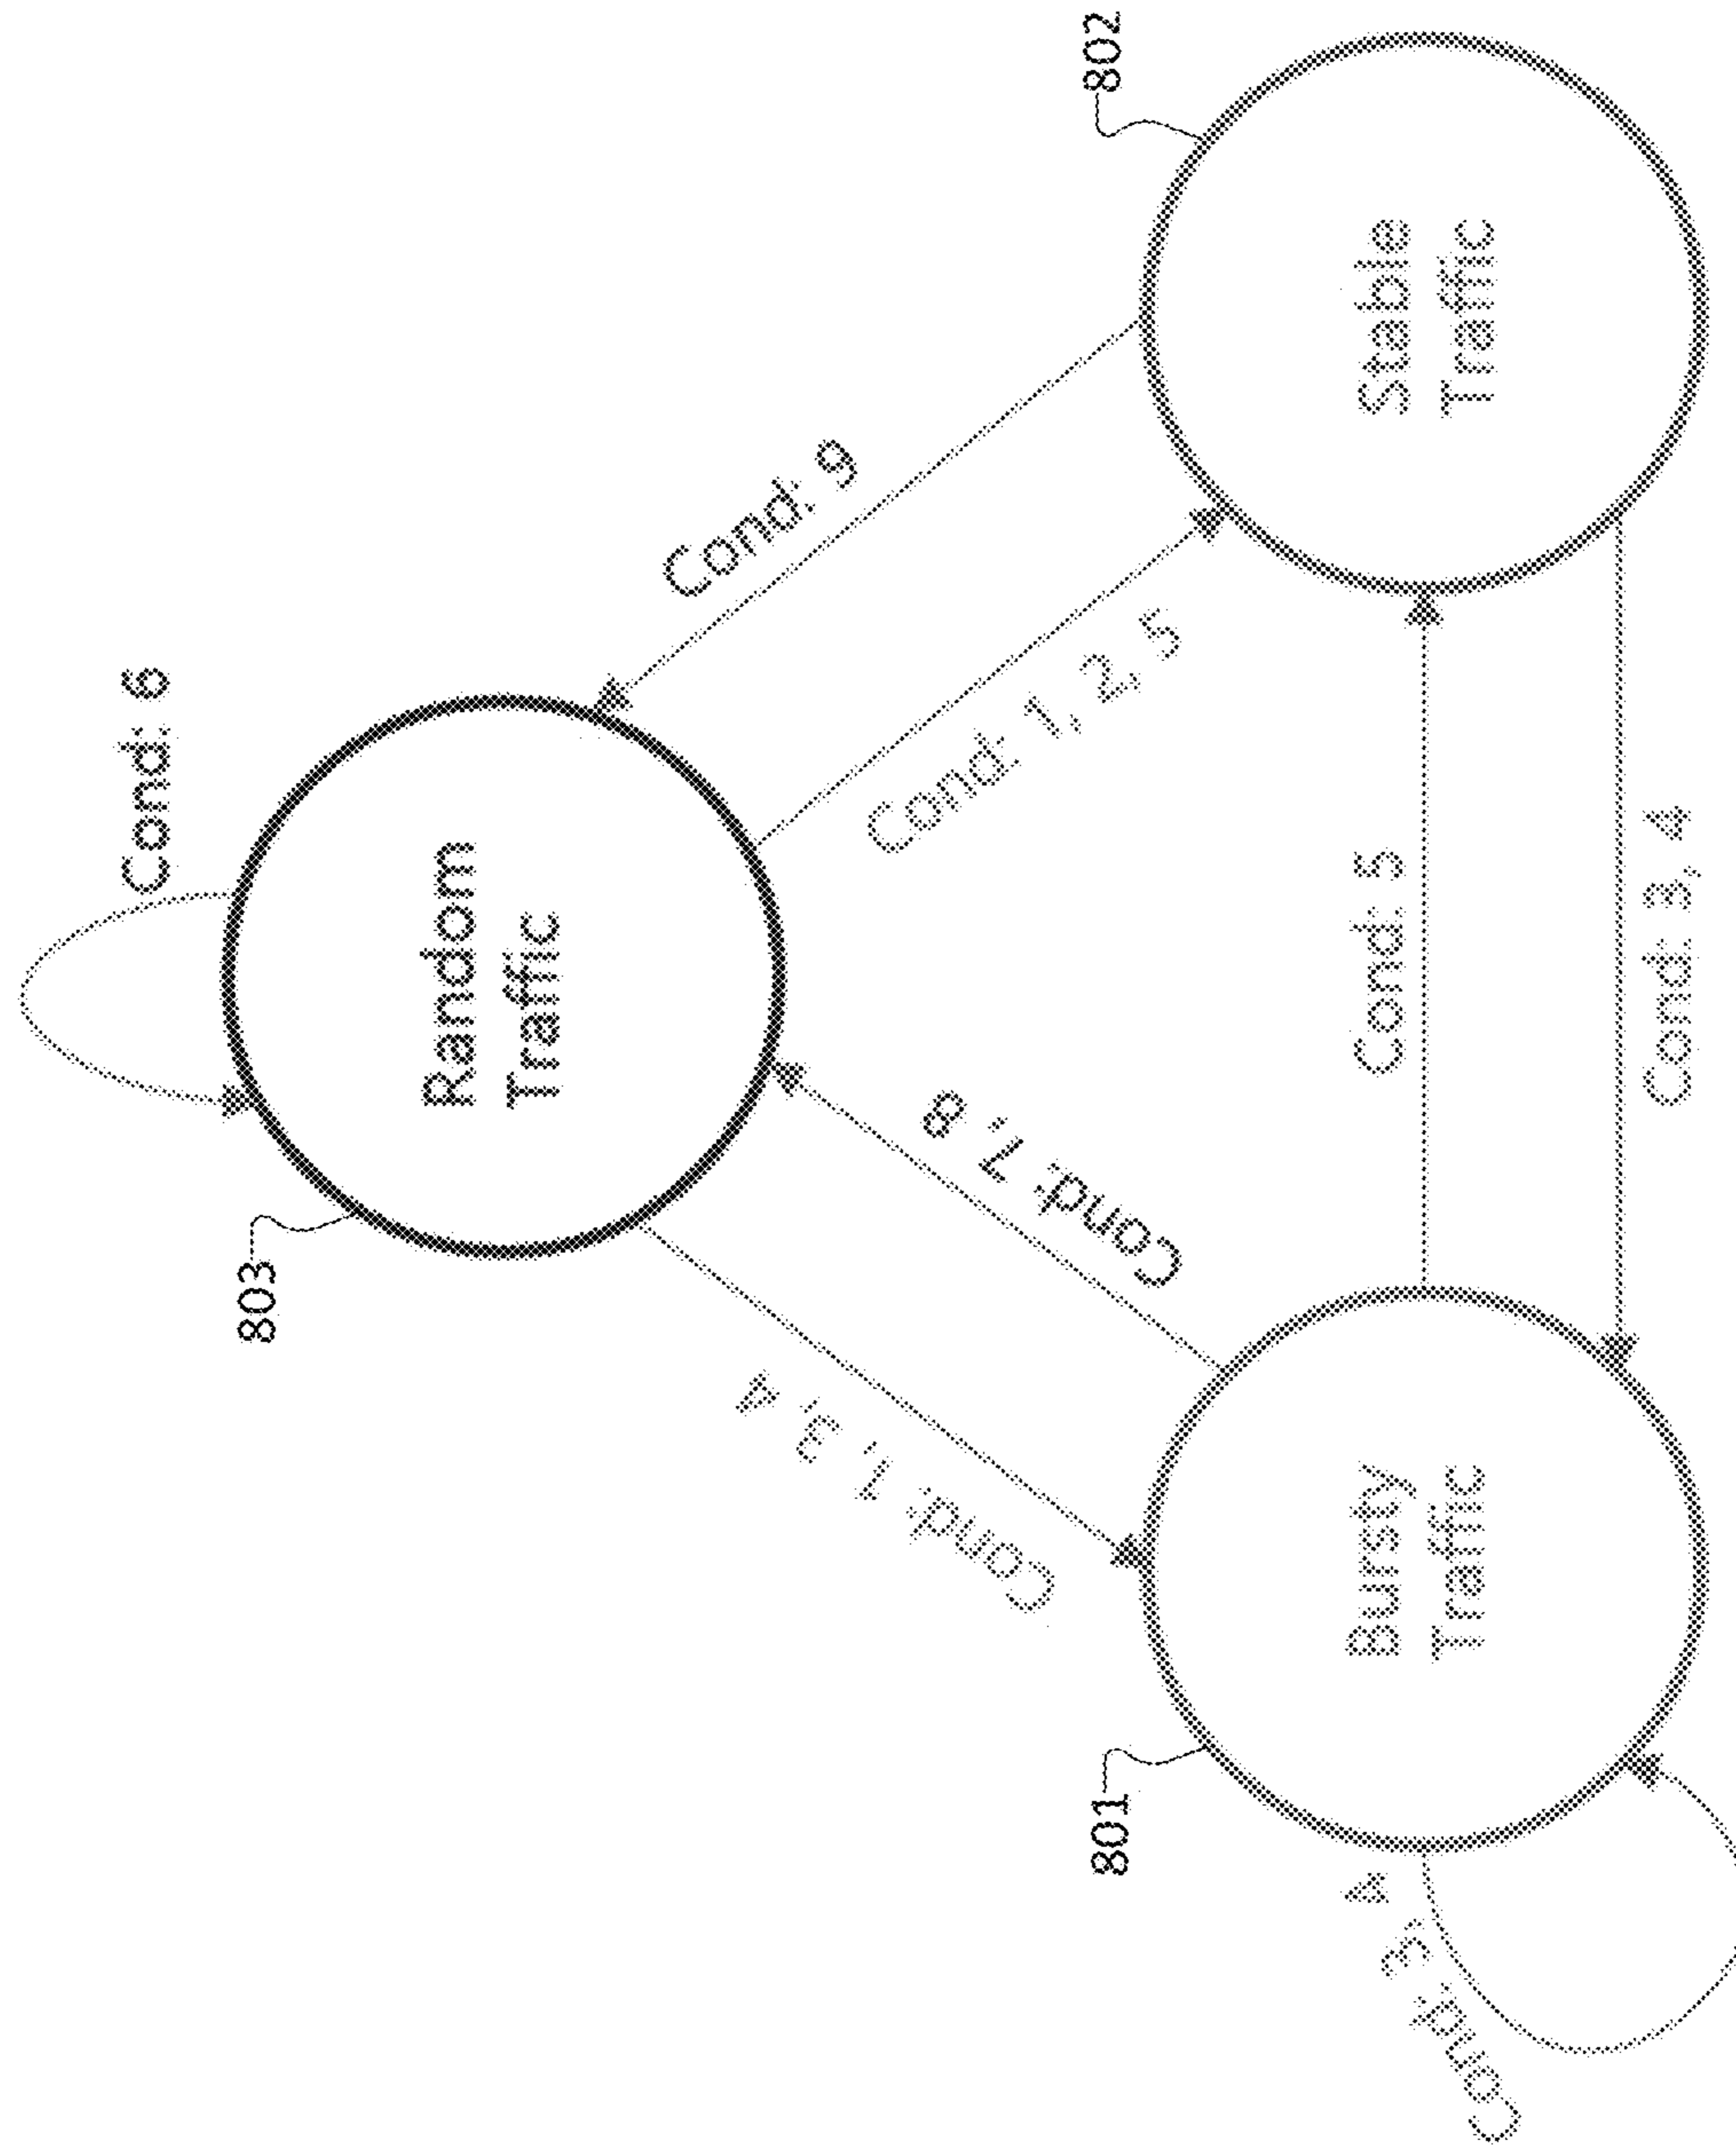 Cond: 6
803
Random
Traffic
Cond: 1, 3, 4
Cond: 9
Cond: 7, 8
Cond: 1, 2, 5
801
802
Cond: 3, 4
Bursty
Traffic
Cond: 5
Stable
Traffic
Cond: 3, 4